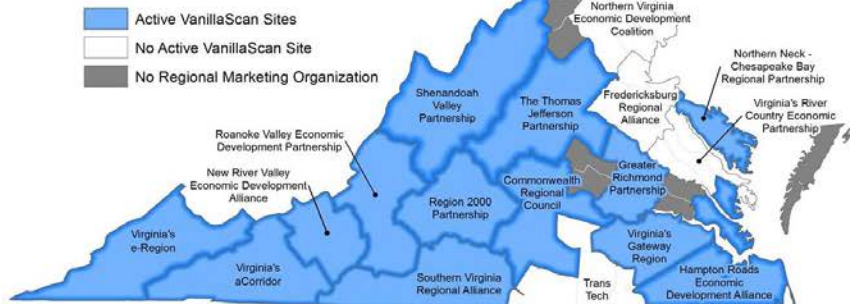 Active VanillaScan Sites
No Active VanillaScan Site
No Regional Marketing Organization
Northern Virginia
Economic Development
Coalition
Northern Neck -
Chesapeake Bay
Regional Partnership
Shenandoah
Valley
Partnership
The Thomas
Jefferson
Partnership
Fredericksburg
Regional
Alliance
Virginia's River
Country Economic
Partnership
Roanoke Valley Economic
Development Partnership
New River Valley
Economic Development
Alliance
Commonwealth
Regional
Council
Greater
Richmond
Partnership
Region 2000
Partnership
Virginia's
e-Region
Virginia's
aCorridor
Southern Virginia
Regional Alliance
Trans
Tech
Virginia's
Gateway
Region
Hampton Roads
Economic
Development Alliance